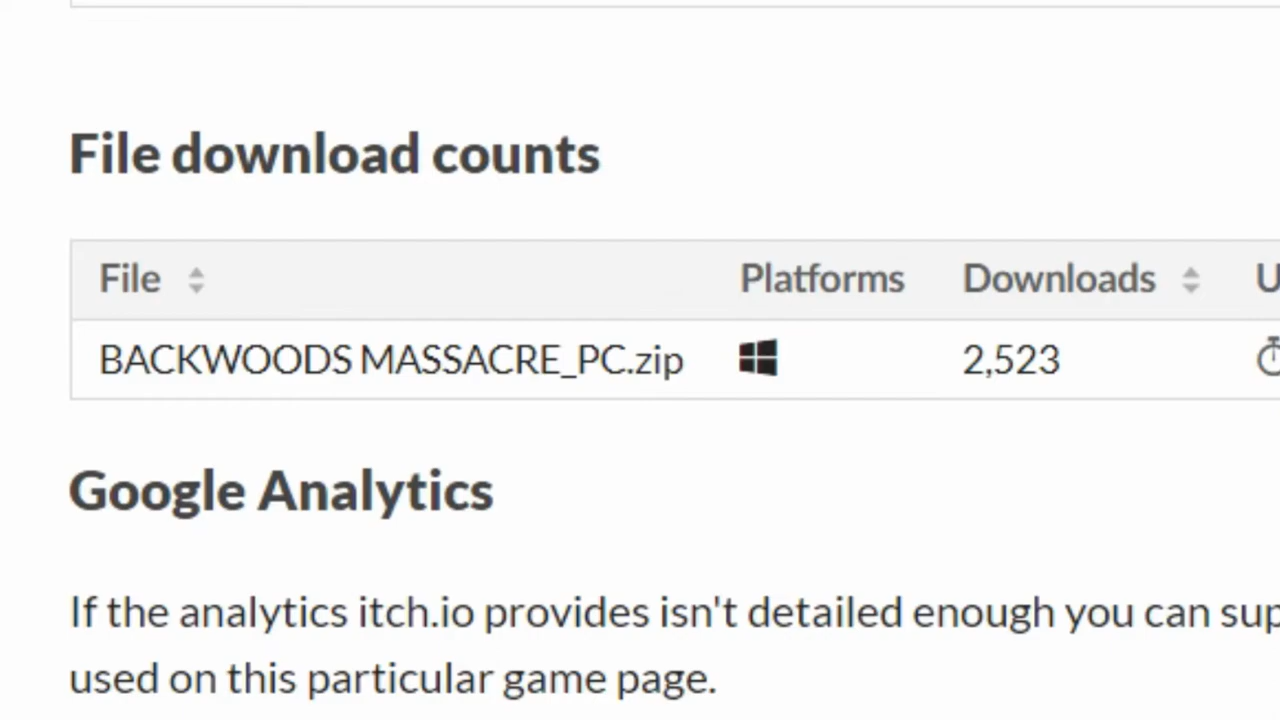 File download counts
File Platforms Downloads
BACKWOODS MASSACRE_PC.zip 2,523
Google Analytics
If the analytics itch.io provides isn't detailed enough you can
used on this particular game page.